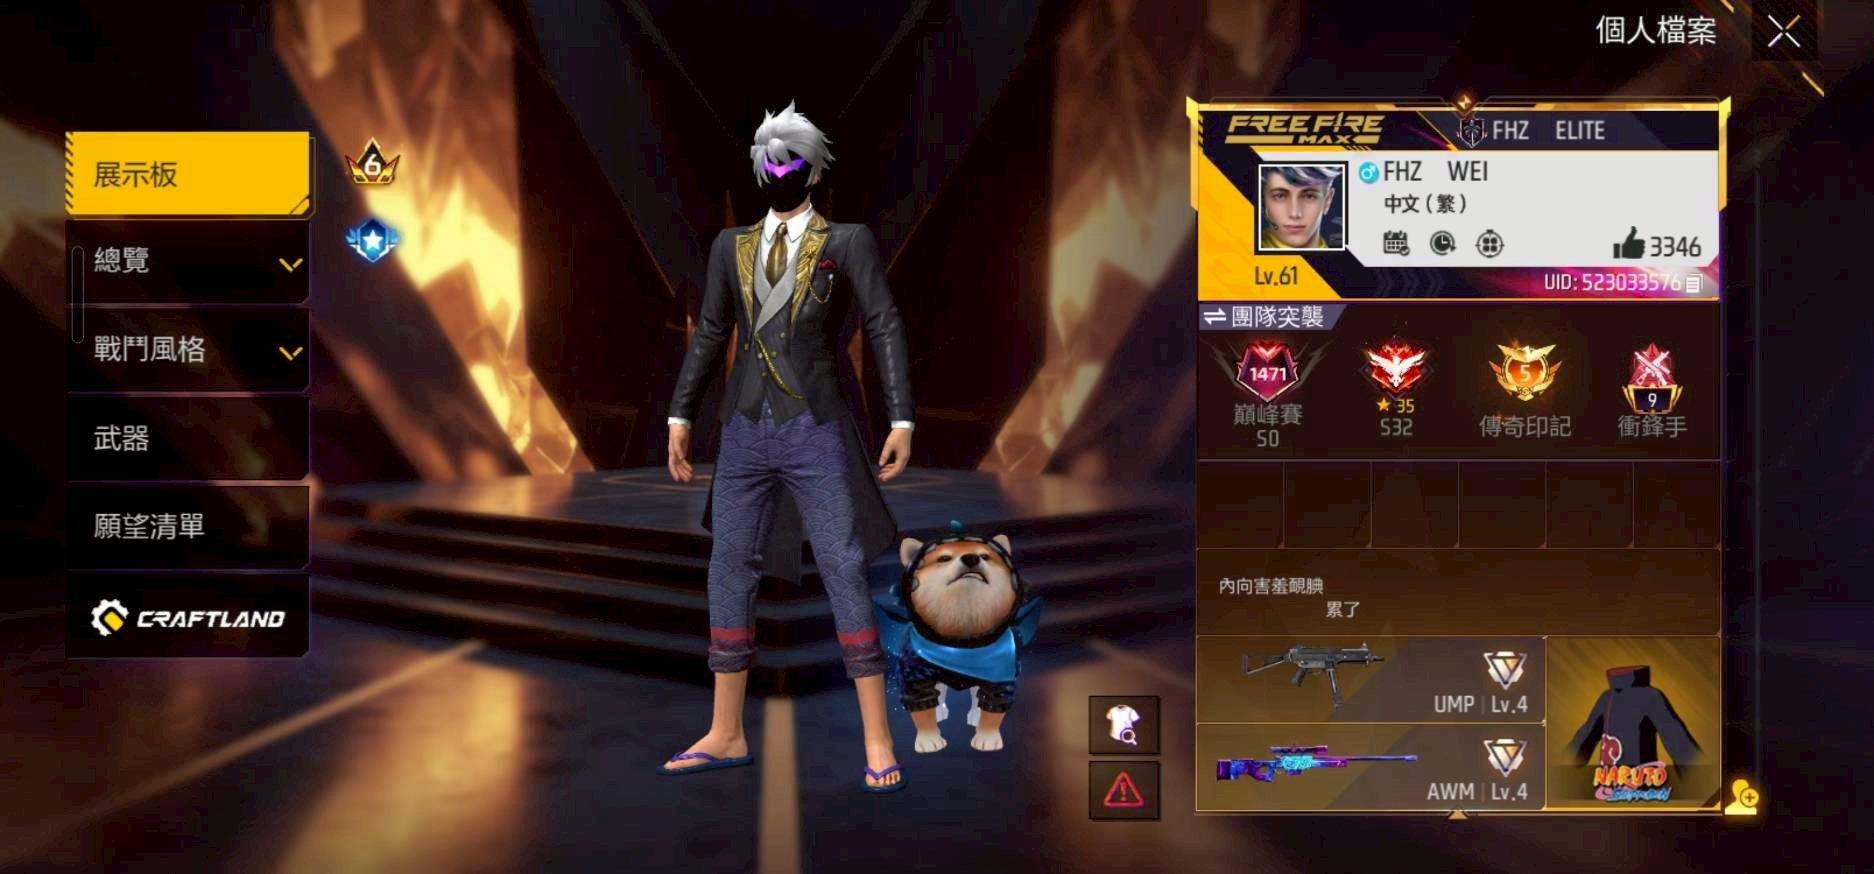 個人檔案
展示板
總覽
戰鬥風格
武器
願望清單
CRAFTLAND
6
FREE FIRE
MAX
FHZ ELITE
FHZ WEI
中文(繁)
3346
Lv.61
UID: 523033576
團隊突襲
1471
巔峰賽
S0
35
S32
5
傳奇印記
9
衝鋒手
內向害羞靦腆
累了
UMP Lv.4
AWM Lv.4
NARUTO
SHIPPUDEN